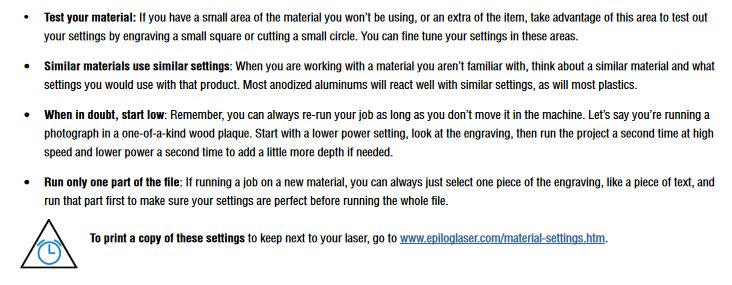 • Test your material: If you have a small area of the material you won't be using, or an extra of the item, take advantage of this area to test out
your settings by engraving a small square or cutting a small circle. You can fine tune your settings in these areas.
• Similar materials use similar settings: When you are working with a material you aren't familiar with, think about a similar material and what
settings you would use with that product. Most anodized aluminums will react well with similar settings, as will most plastics.
• When in doubt, start low: Remember, you can always re-run your job as long as you don't move it in the machine. Let's say you're running a
photograph in a one-of-a-kind wood plaque. Start with a lower power setting, look at the engraving, then run the project a second time at high
speed and lower power a second time to add a little more depth if needed.
• Run only one part of the file: If running a job on a new material, you can always just select one piece of the engraving, like a piece of text, and
run that part first to make sure your settings are perfect before running the whole file.
To print a copy of these settings to keep next to your laser, go to www.epiloglaser.com/material-settings.htm.